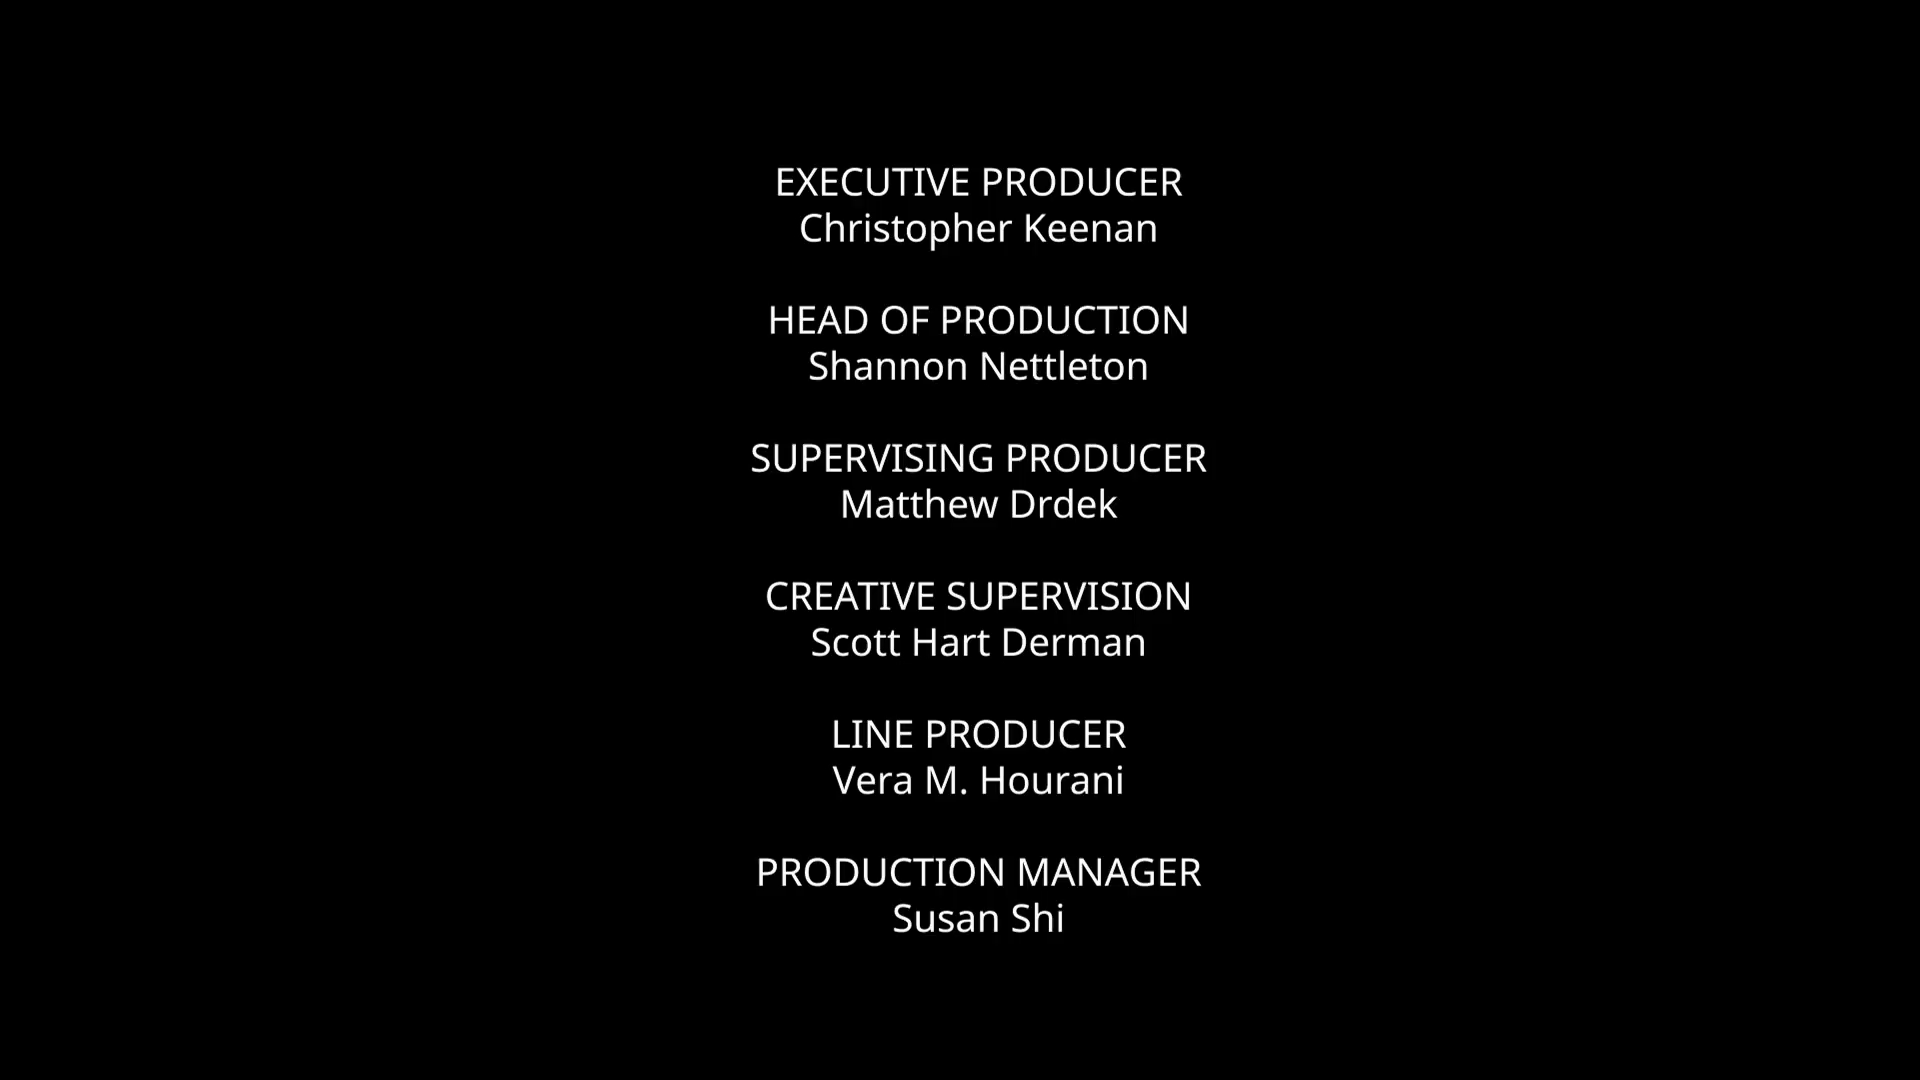 EXECUTIVE PRODUCER
Christopher Keenan
HEAD OF PRODUCTION
Shannon Nettleton
SUPERVISING PRODUCER
Matthew Drdek
CREATIVE SUPERVISION
Scott Hart Derman
LINE PRODUCER
Vera M. Hourani
PRODUCTION MANAGER
Susan Shi